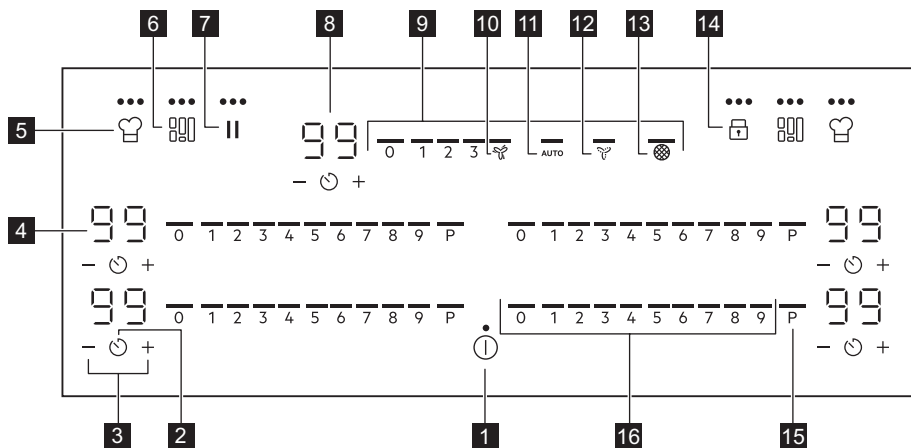 6 7 8 9 10 11 12 13 14
5
99 0 1 2 3 AUTO
− +
4 99 0 1 2 3 4 5 6 7 8 9 P 0 1 2 3 4 5 6 7 8 9 P 99
− + − +
99 0 1 2 3 4 5 6 7 8 9 P 0 1 2 3 4 5 6 7 8 9 P 99
− + − +
3 2 1 16 15